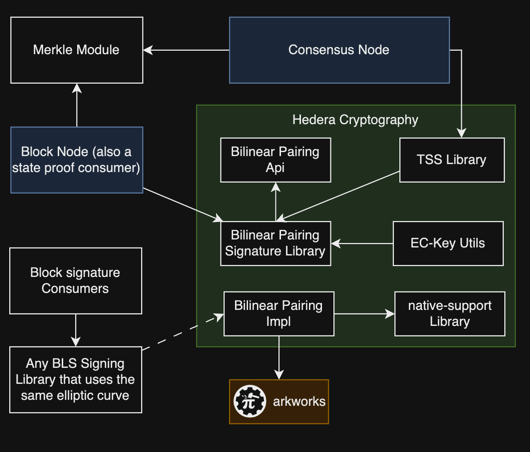 Merkle Module
Consensus Node
Hedera Cryptography
Block Node (also a
state proof consumer)
Bilinear Pairing
Api
TSS Library
Bilinear Pairing
Signature Library
EC-Key Utils
Block signature
Consumers
Bilinear Pairing
Impl
native-support
Library
Any BLS Signing
Library that uses the
same elliptic curve
arkworks